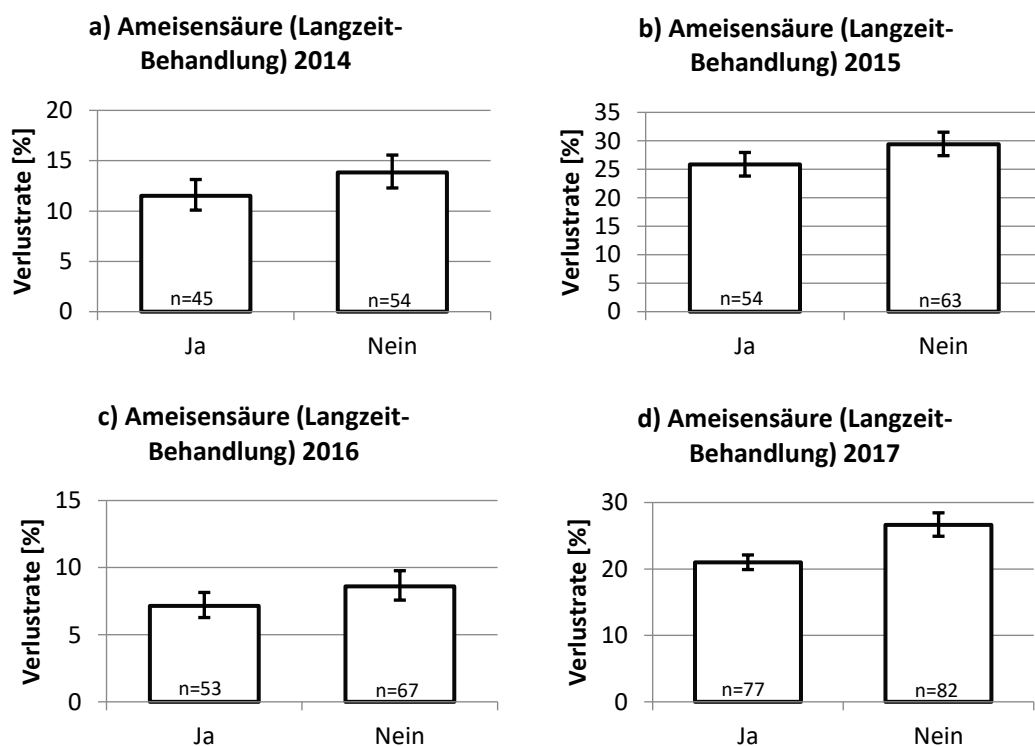 a) Ameisensäure (Langzeit-
Behandlung) 2014
Verlustrate [%]
20
15
10
5
0
n=45
n=54
Ja
Nein
b) Ameisensäure (Langzeit-
Behandlung) 2015
Verlustrate [%]
35
30
25
20
15
10
5
0
n=54
n=63
Ja
Nein
c) Ameisensäure (Langzeit-
Behandlung) 2016
Verlustrate [%]
15
10
5
0
n=53
n=67
Ja
Nein
d) Ameisensäure (Langzeit-
Behandlung) 2017
Verlustrate [%]
30
20
10
0
n=77
n=82
Ja
Nein